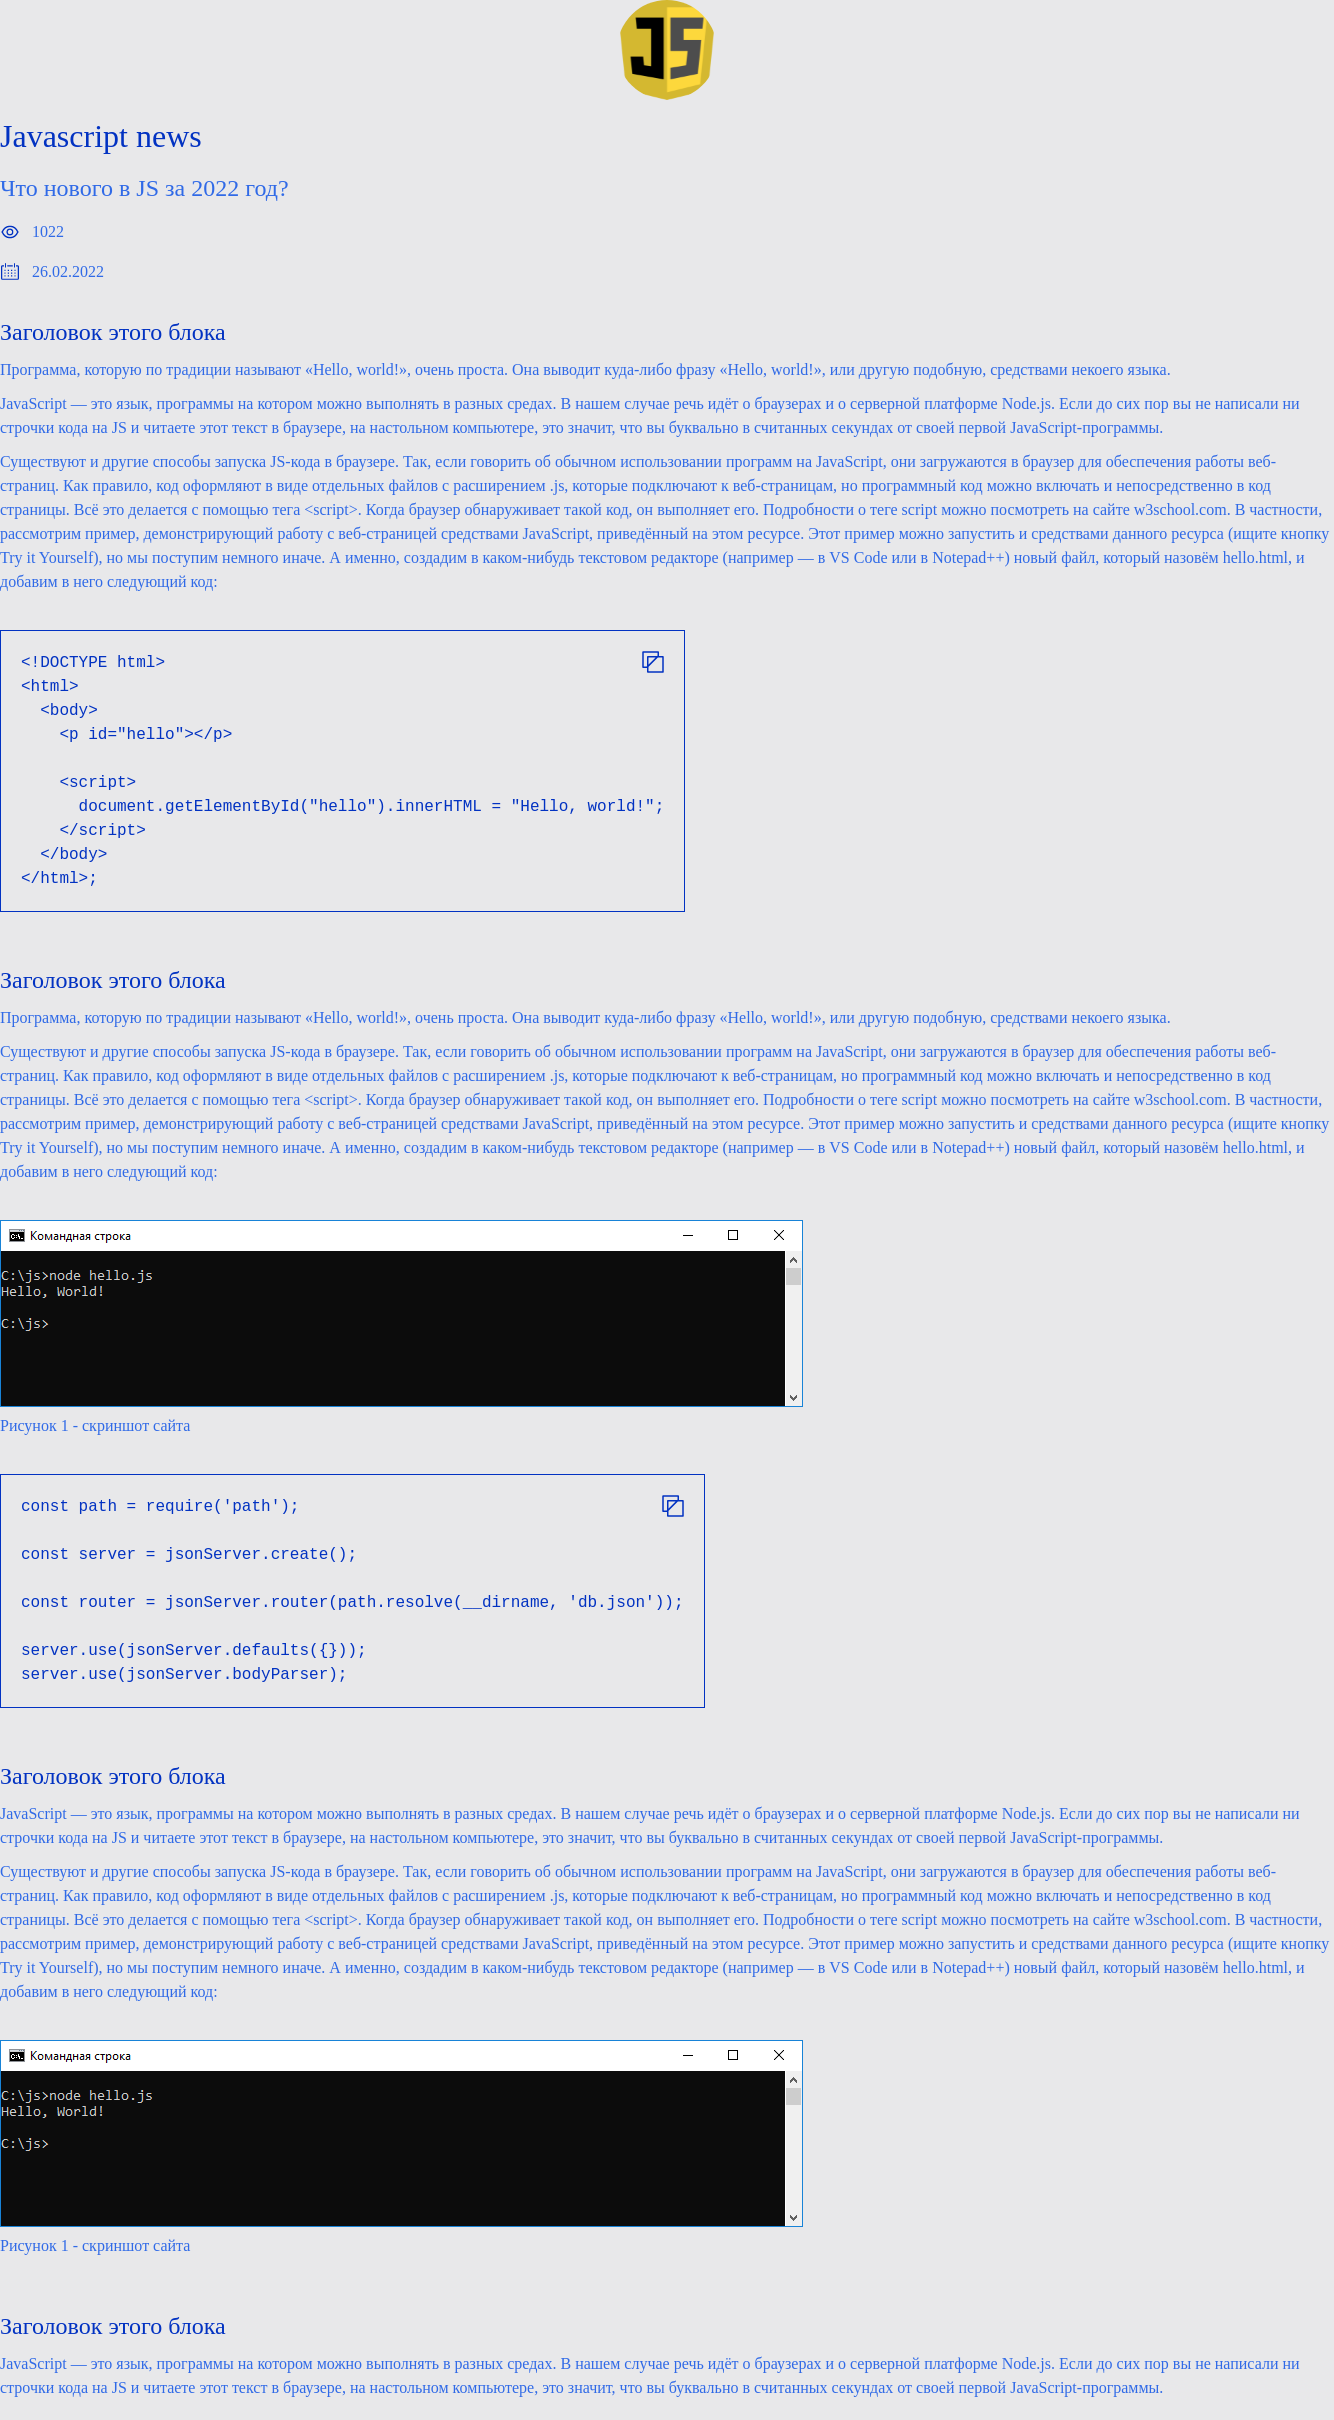 JS
Javascript news
Что нового в JS за 2022 год?
1022
26.02.2022
Заголовок этого блока
Программа, которую по традиции называют «Hello, world!», очень проста. Она выводит куда-либо фразу «Hello, world!», или другую подобную, средствами некоего языка.
JavaScript — это язык, программы на котором можно выполнять в разных средах. В нашем случае речь идёт о браузерах и о серверной платформе Node.js. Если до сих пор вы не написали ни
строчки кода на JS и читаете этот текст в браузере, на настольном компьютере, это значит, что вы буквально в считанных секундах от своей первой JavaScript-программы.
Существуют и другие способы запуска JS-кода в браузере. Так, если говорить об обычном использовании программ на JavaScript, они загружаются в браузер для обеспечения работы веб-
страниц. Как правило, код оформляют в виде отдельных файлов с расширением .js, которые подключают к веб-страницам, но программный код можно включать и непосредственно в код
страницы. Всё это делается с помощью тега <script>. Когда браузер обнаруживает такой код, он выполняет его. Подробности о теге script можно посмотреть на сайте w3school.com. В частности,
рассмотрим пример, демонстрирующий работу с веб-страницей средствами JavaScript, приведённый на этом ресурсе. Этот пример можно запустить и средствами данного ресурса (ищите кнопку
Try it Yourself), но мы поступим немного иначе. А именно, создадим в каком-нибудь текстовом редакторе (например — в VS Code или в Notepad++) новый файл, который назовём hello.html, и
добавим в него следующий код:
<!DOCTYPE html>
<html>
  <body>
    <p id="hello"></p>

    <script>
      document.getElementById("hello").innerHTML = "Hello, world!";
    </script>
  </body>
</html>;
Заголовок этого блока
Программа, которую по традиции называют «Hello, world!», очень проста. Она выводит куда-либо фразу «Hello, world!», или другую подобную, средствами некоего языка.
Существуют и другие способы запуска JS-кода в браузере. Так, если говорить об обычном использовании программ на JavaScript, они загружаются в браузер для обеспечения работы веб-
страниц. Как правило, код оформляют в виде отдельных файлов с расширением .js, которые подключают к веб-страницам, но программный код можно включать и непосредственно в код
страницы. Всё это делается с помощью тега <script>. Когда браузер обнаруживает такой код, он выполняет его. Подробности о теге script можно посмотреть на сайте w3school.com. В частности,
рассмотрим пример, демонстрирующий работу с веб-страницей средствами JavaScript, приведённый на этом ресурсе. Этот пример можно запустить и средствами данного ресурса (ищите кнопку
Try it Yourself), но мы поступим немного иначе. А именно, создадим в каком-нибудь текстовом редакторе (например — в VS Code или в Notepad++) новый файл, который назовём hello.html, и
добавим в него следующий код:
Командная строка
C:\js>node hello.js
Hello, World!
C:\js>
Рисунок 1 - скриншот сайта
const path = require('path');

const server = jsonServer.create();

const router = jsonServer.router(path.resolve(__dirname, 'db.json'));

server.use(jsonServer.defaults({}));
server.use(jsonServer.bodyParser);
Заголовок этого блока
JavaScript — это язык, программы на котором можно выполнять в разных средах. В нашем случае речь идёт о браузерах и о серверной платформе Node.js. Если до сих пор вы не написали ни
строчки кода на JS и читаете этот текст в браузере, на настольном компьютере, это значит, что вы буквально в считанных секундах от своей первой JavaScript-программы.
Существуют и другие способы запуска JS-кода в браузере. Так, если говорить об обычном использовании программ на JavaScript, они загружаются в браузер для обеспечения работы веб-
страниц. Как правило, код оформляют в виде отдельных файлов с расширением .js, которые подключают к веб-страницам, но программный код можно включать и непосредственно в код
страницы. Всё это делается с помощью тега <script>. Когда браузер обнаруживает такой код, он выполняет его. Подробности о теге script можно посмотреть на сайте w3school.com. В частности,
рассмотрим пример, демонстрирующий работу с веб-страницей средствами JavaScript, приведённый на этом ресурсе. Этот пример можно запустить и средствами данного ресурса (ищите кнопку
Try it Yourself), но мы поступим немного иначе. А именно, создадим в каком-нибудь текстовом редакторе (например — в VS Code или в Notepad++) новый файл, который назовём hello.html, и
добавим в него следующий код:
Командная строка
C:\js>node hello.js
Hello, World!
C:\js>
Рисунок 1 - скриншот сайта
Заголовок этого блока
JavaScript — это язык, программы на котором можно выполнять в разных средах. В нашем случае речь идёт о браузерах и о серверной платформе Node.js. Если до сих пор вы не написали ни
строчки кода на JS и читаете этот текст в браузере, на настольном компьютере, это значит, что вы буквально в считанных секундах от своей первой JavaScript-программы.